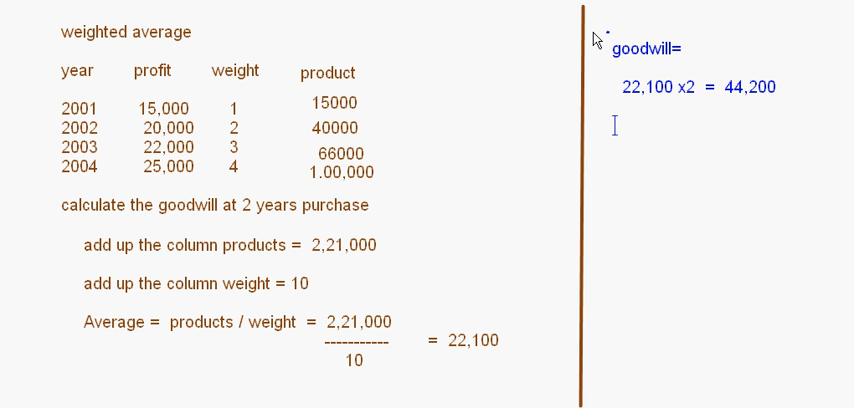 weighted average
year profit weight product
2001 15,000 1 15000
2002 20,000 2 40000
2003 22,000 3 66000
2004 25,000 4 1.00,000
calculate the goodwill at 2 years purchase
add up the column products = 2,21,000
add up the column weight = 10
Average = products / weight = 2,21,000
----------- = 22,100
10
goodwill=
22,100 x2 = 44,200